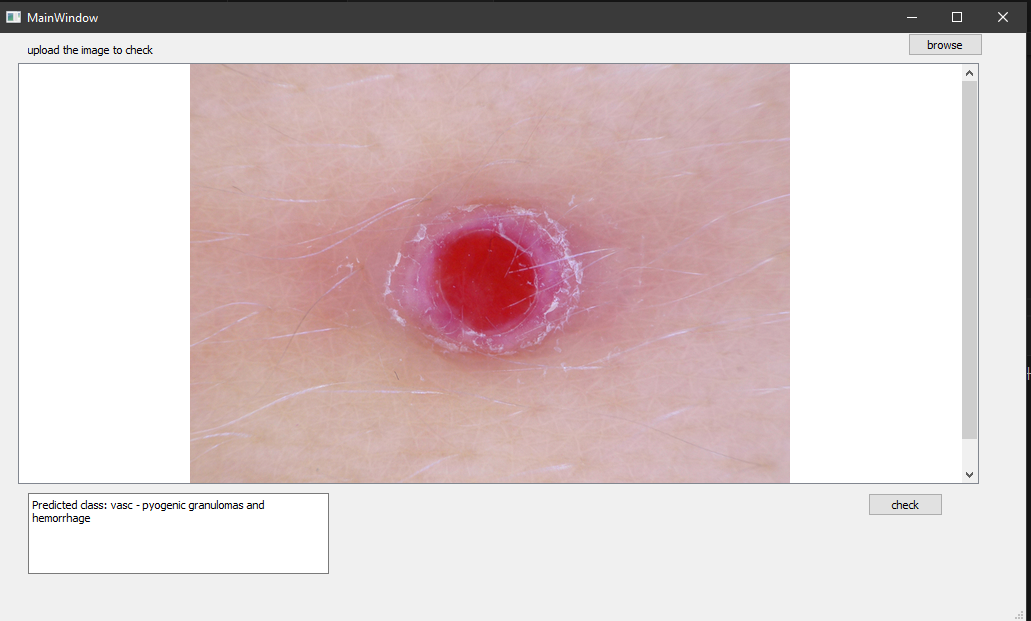 MainWindow
upload the image to check
browse
Predicted class: vasc - pyogenic granulomas and
hemorrhage
check